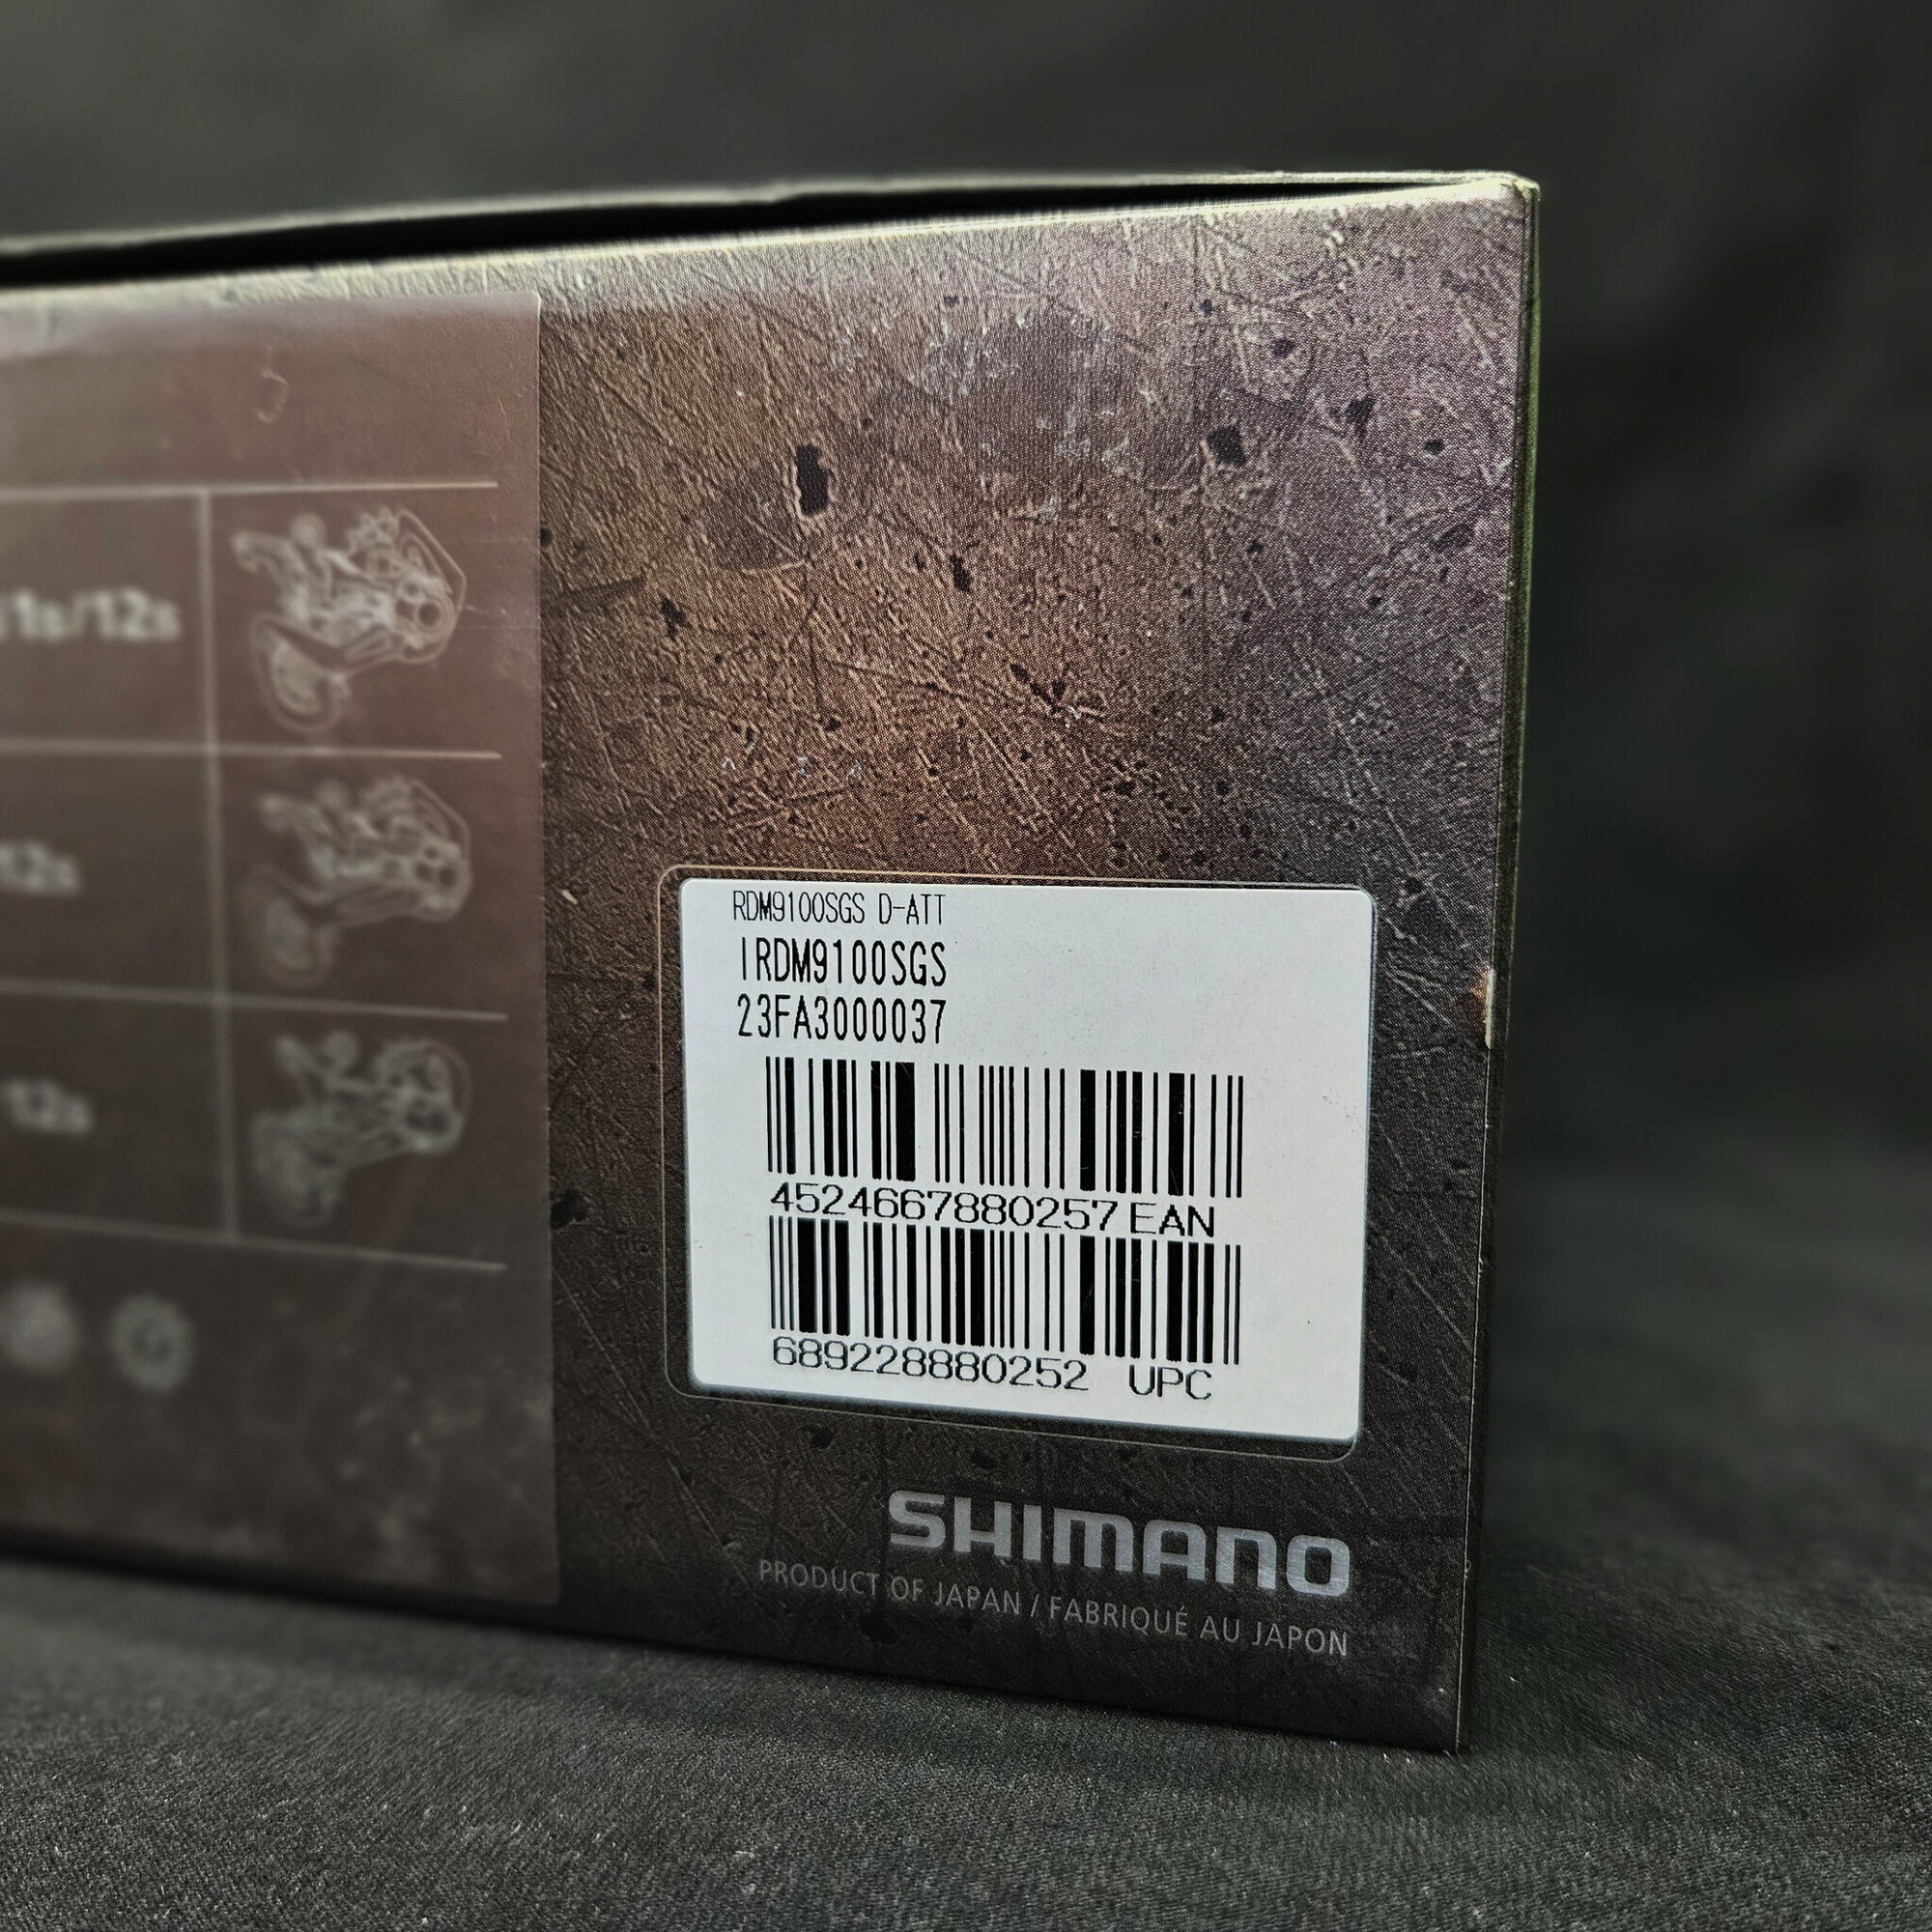 11s/12s
12s
12s
RDM9100SGS D-ATT
IRDM9100SGS
23FA3000037
4524667880257 EAN
689228880252 UPC
SHIMANO
PRODUCT OF JAPAN / FABRIQUÉ AU JAPON